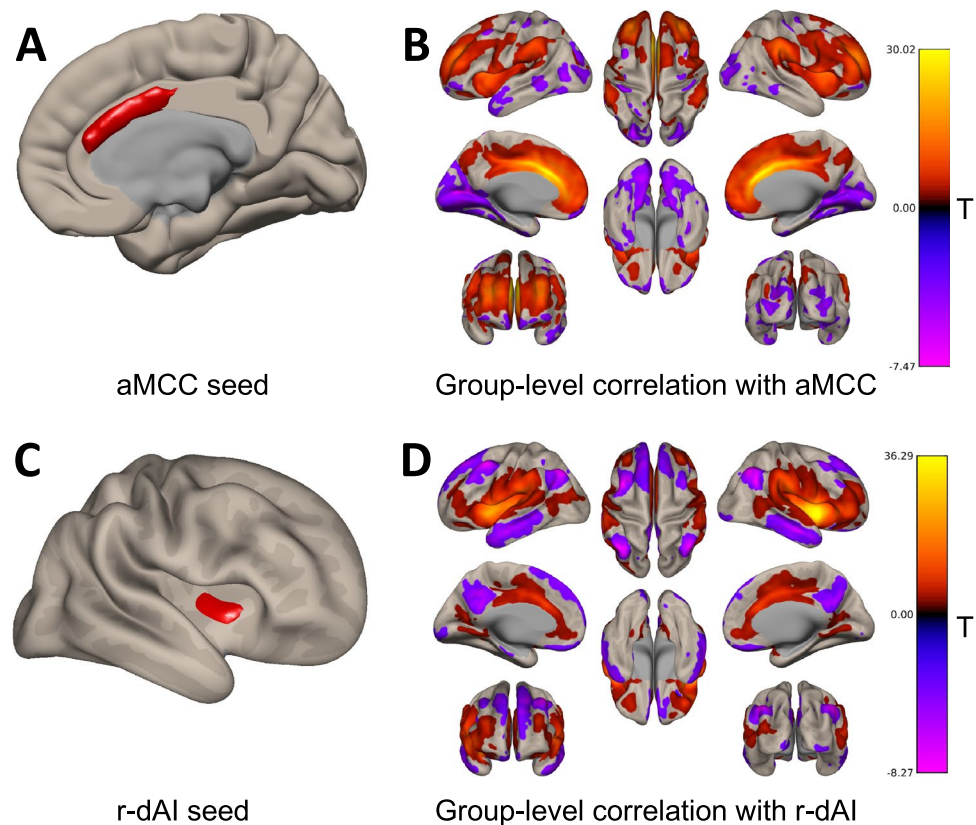 A
B
30.02
0.00
T
-7.47
aMCC seed
Group-level correlation with aMCC
C
D
36.29
0.00
T
-8.27
r-dAI seed
Group-level correlation with r-dAI